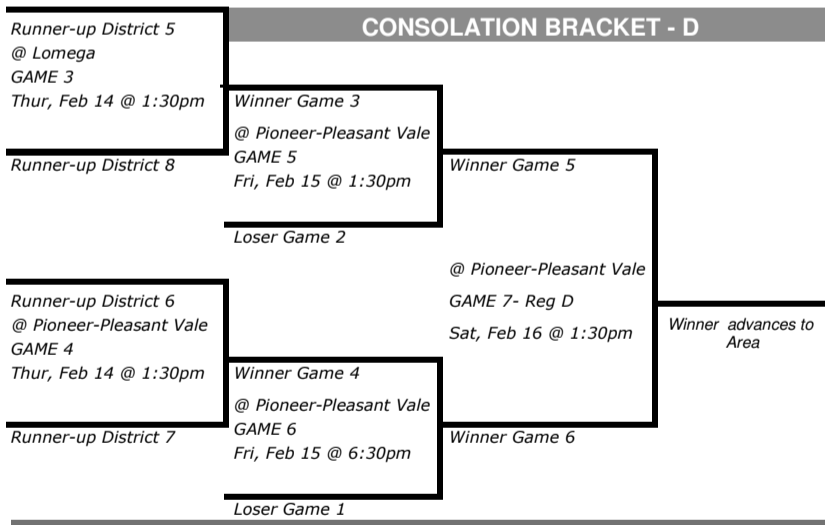 CONSOLATION BRACKET - D
Runner-up District 5
@ Lomega
GAME 3
Thur, Feb 14 @ 1:30pm
Runner-up District 8
Winner Game 3
@ Pioneer-Pleasant Vale
GAME 5
Fri, Feb 15 @ 1:30pm
Loser Game 2
Runner-up District 6
@ Pioneer-Pleasant Vale
GAME 4
Thur, Feb 14 @ 1:30pm
Runner-up District 7
Winner Game 4
@ Pioneer-Pleasant Vale
GAME 6
Fri, Feb 15 @ 6:30pm
Loser Game 1
Winner Game 5
@ Pioneer-Pleasant Vale
GAME 7- Reg D
Sat, Feb 16 @ 1:30pm
Winner Game 6
Winner advances to
Area